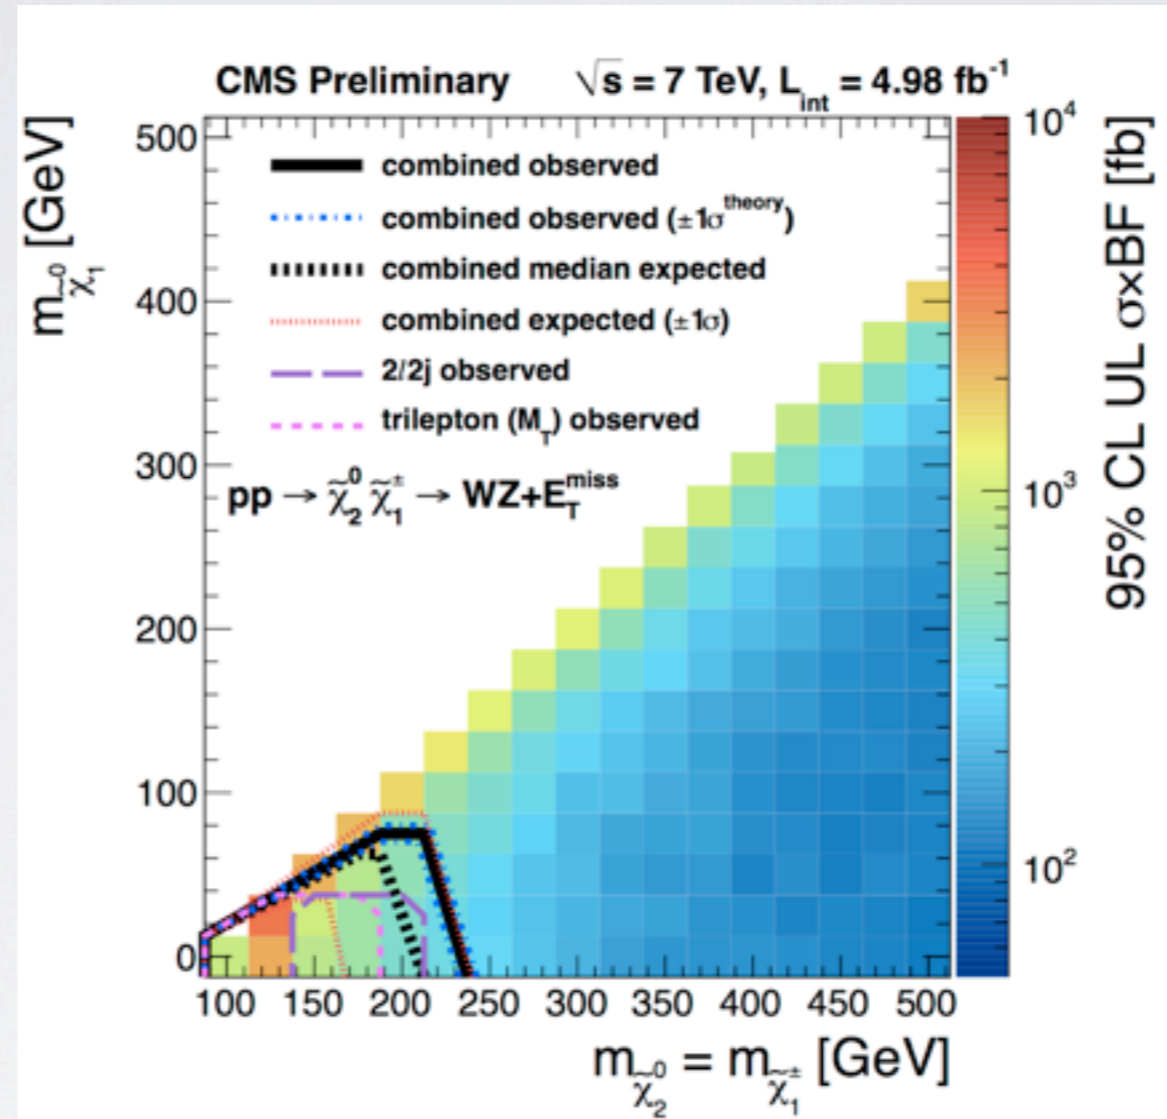 CMS Preliminary √s = 7 TeV, L_int = 4.98 fb⁻¹
m_χ̃₁⁰ [GeV]
500
400
300
200
100
0
combined observed
combined observed (±1σ^theory)
combined median expected
combined expected (±1σ)
2l2j observed
trilepton (M_T) observed
pp → χ̃₂⁰ χ̃₁^± → WZ+E_T^miss
100 150 200 250 300 350 400 450 500
m_χ̃₂⁰ = m_χ̃₁^± [GeV]
10⁴
10³
10²
95% CL UL σ×BF [fb]